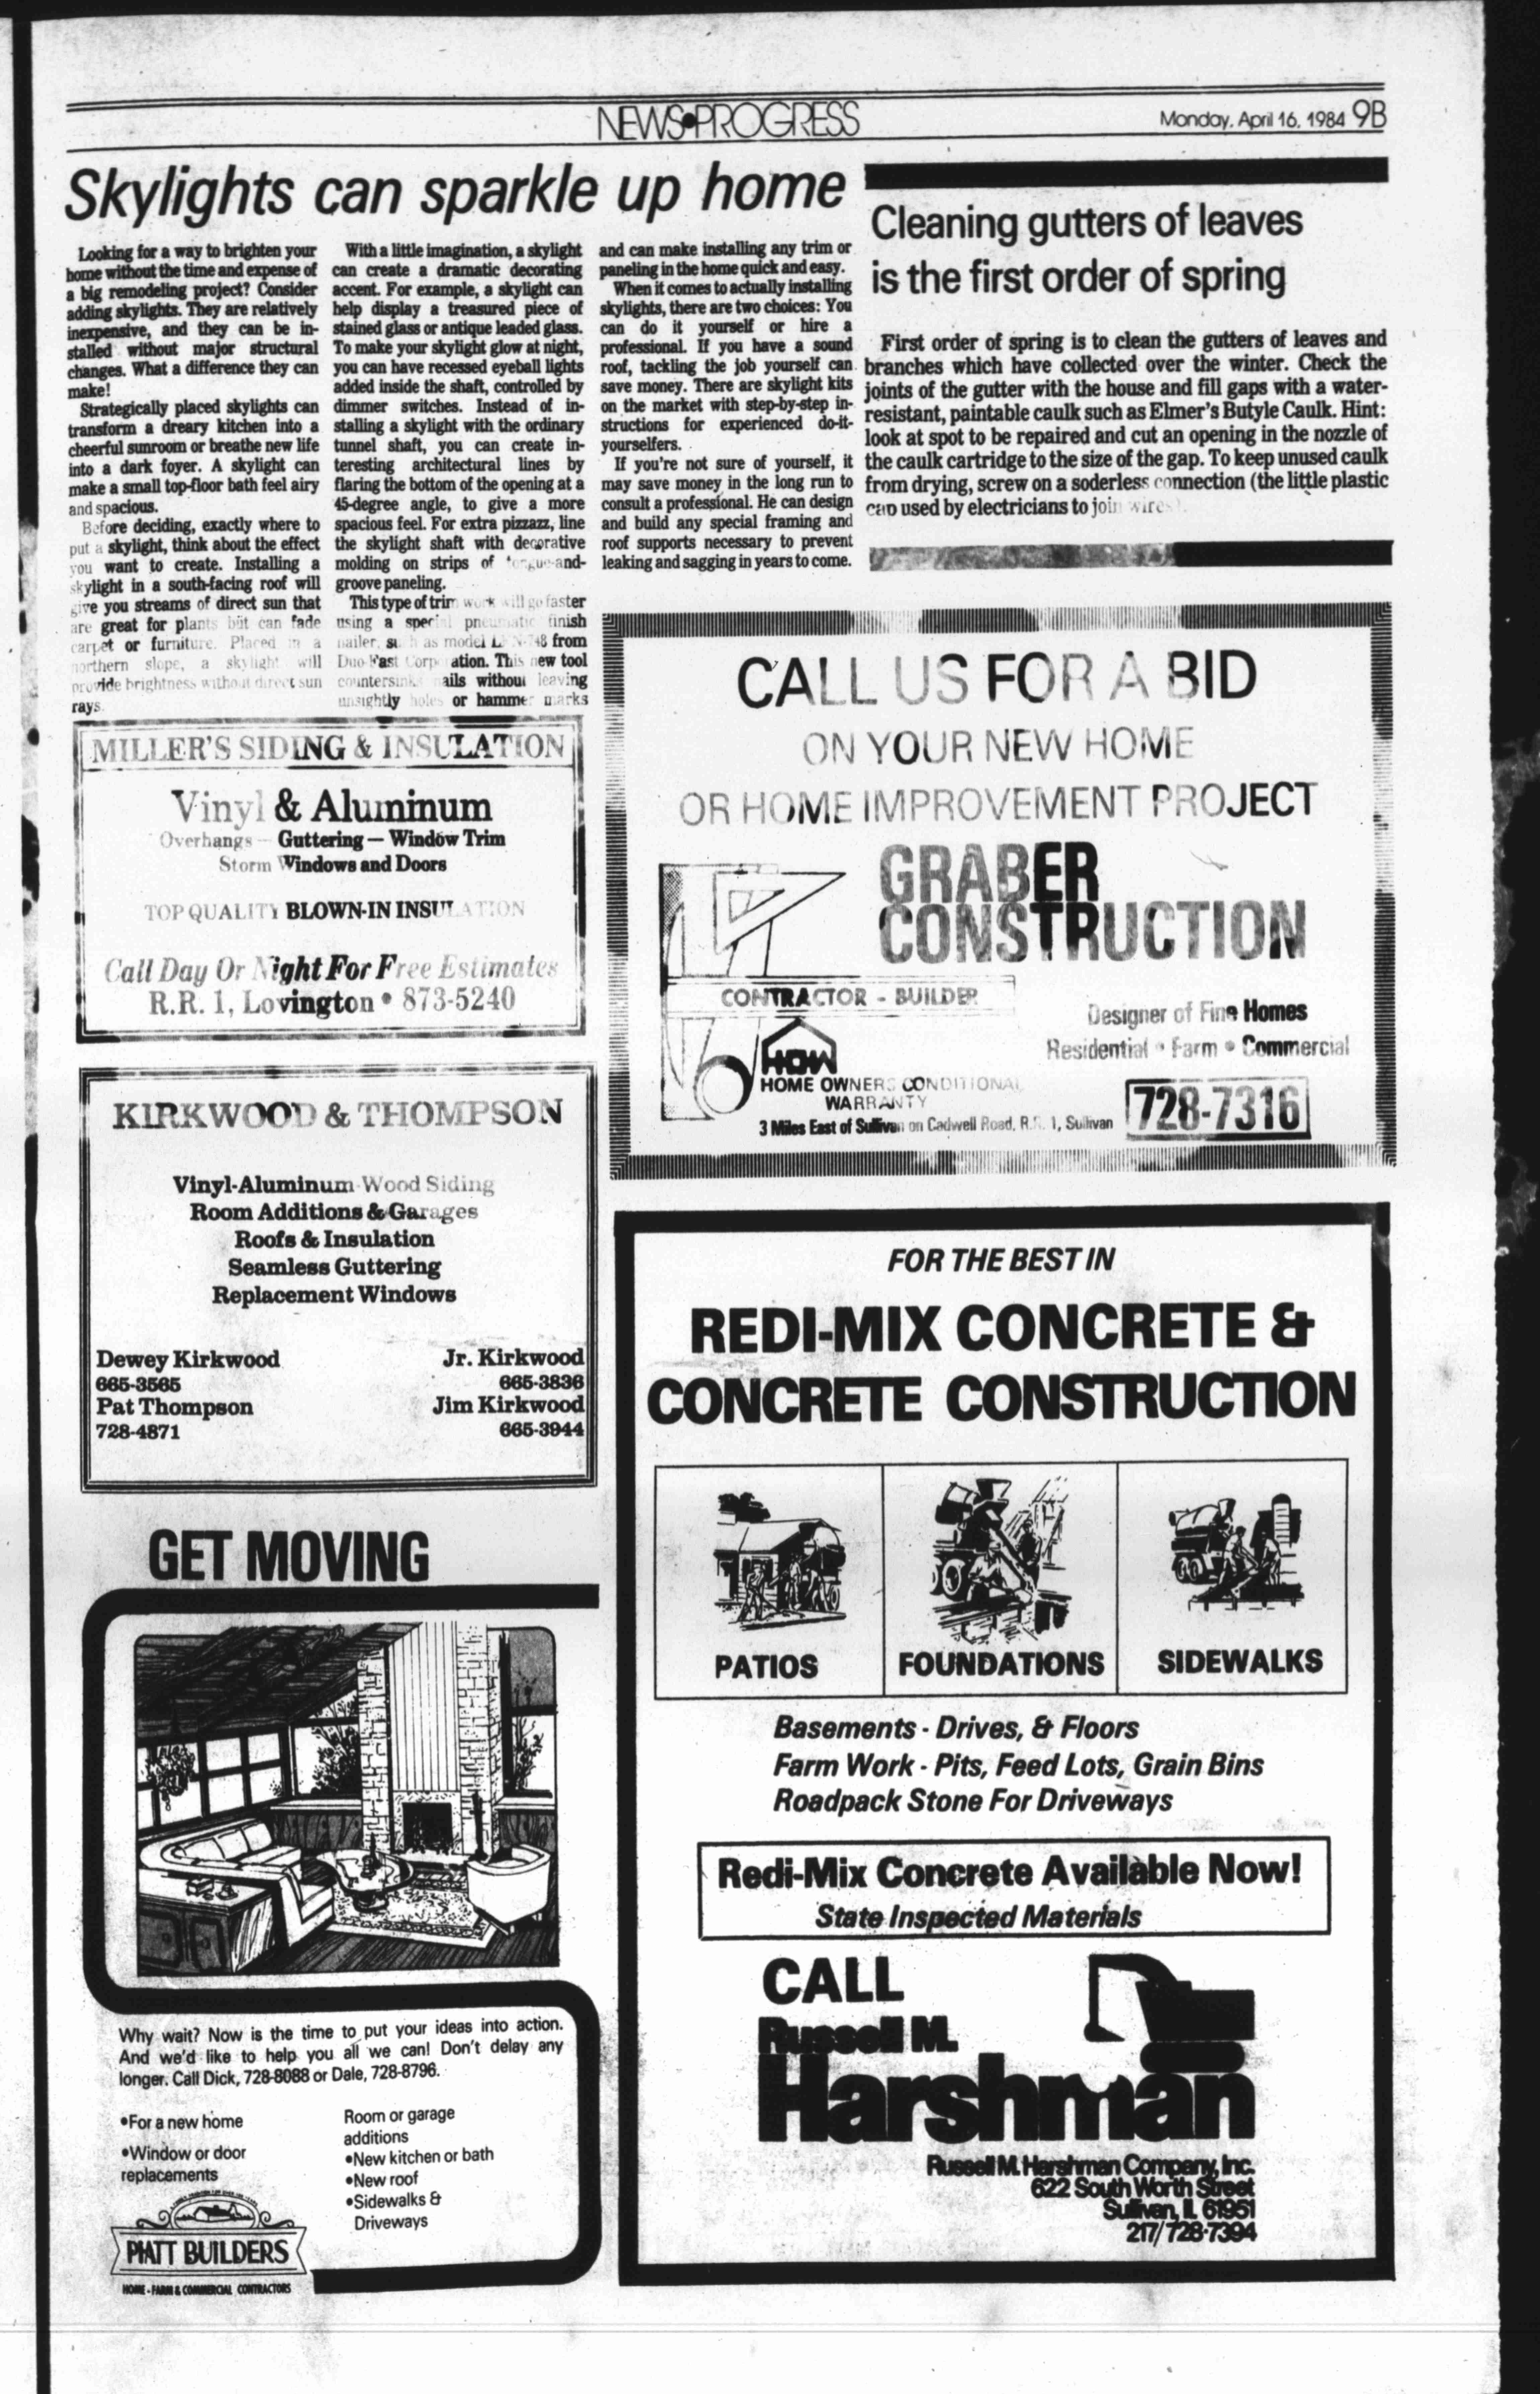 NEWS•PROGRESS
Monday, April 16, 1984 9B
Skylights can sparkle up home
Looking for a way to brighten your
home without the time and expense of
a big remodeling project? Consider
adding skylights. They are relatively
inexpensive, and they can be in-
stalled without major structural
changes. What a difference they can
make!
Strategically placed skylights can
transform a dreary kitchen into a
cheerful sunroom or breathe new life
into a dark foyer. A skylight can
make a small top-floor bath feel airy
and spacious.
Before deciding, exactly where to
put a skylight, think about the effect
you want to create. Installing a
skylight in a south-facing roof will
give you streams of direct sun that
are great for plants but can fade
carpet or furniture. Placed in a
northern slope, a skylight will
provide brightness without direct sun
rays.
With a little imagination, a skylight
can create a dramatic decorating
accent. For example, a skylight can
help display a treasured piece of
stained glass or antique leaded glass.
To make your skylight glow at night,
you can have recessed eyeball lights
added inside the shaft, controlled by
dimmer switches. Instead of in-
stalling a skylight with the ordinary
tunnel shaft, you can create in-
teresting architectural lines by
flaring the bottom of the opening at a
45-degree angle, to give a more
spacious feel. For extra pizzazz, line
the skylight shaft with decorative
molding on strips of tongue-and-
groove paneling.
This type of trim work will go faster
using a special pneumatic finish
nailer, such as model from
Duo-Fast Corporation. This new tool
countersinks nails without leaving
unsightly holes or hammer marks
and can make installing any trim or
paneling in the home quick and easy.
When it comes to actually installing
skylights, there are two choices: You
can do it yourself or hire a
professional. If you have a sound
roof, tackling the job yourself can
save money. There are skylight kits
on the market with step-by-step in-
structions for experienced do-it-
yourselfers.
If you're not sure of yourself, it
may save money in the long run to
consult a professional. He can design
and build any special framing and
roof supports necessary to prevent
leaking and sagging in years to come.
Cleaning gutters of leaves
is the first order of spring
First order of spring is to clean the gutters of leaves and
branches which have collected over the winter. Check the
joints of the gutter with the house and fill gaps with a water-
resistant, paintable caulk such as Elmer's Butyle Caulk. Hint:
look at spot to be repaired and cut an opening in the nozzle of
the caulk cartridge to the size of the gap. To keep unused caulk
from drying, screw on a soderless connection (the little plastic
cap used by electricians to join wires).
MILLER'S SIDING & INSULATION
Vinyl & Aluminum
Overhangs — Guttering — Window Trim
Storm Windows and Doors
TOP QUALITY BLOWN-IN INSULATION
Call Day Or Night For Free Estimates
R.R. 1, Lovington • 873-5240
KIRKWOOD & THOMPSON
Vinyl-Aluminum-Wood Siding
Room Additions & Garages
Roofs & Insulation
Seamless Guttering
Replacement Windows
Dewey Kirkwood
665-3565
Pat Thompson
728-4871
Jr. Kirkwood
665-3836
Jim Kirkwood
665-3944
GET MOVING
Why wait? Now is the time to put your ideas into action.
And we'd like to help you all we can! Don't delay any
longer. Call Dick, 728-8088 or Dale, 728-8796.
•For a new home
•Window or door
replacements
Room or garage
additions
•New kitchen or bath
•New roof
•Sidewalks &
Driveways
PIATT BUILDERS
HOME - FARM & COMMERCIAL CONTRACTORS
CALL US FOR A BID
ON YOUR NEW HOME
OR HOME IMPROVEMENT PROJECT
GRABER
CONSTRUCTION
CONTRACTOR - BUILDER
Designer of Fine Homes
Residential • Farm • Commercial
HOW
HOME OWNERS CONDITIONAL
WARRANTY
3 Miles East of Sullivan on Cadwell Road, R.R. 1, Sullivan
728-7316
FOR THE BEST IN
REDI-MIX CONCRETE &
CONCRETE CONSTRUCTION
PATIOS
FOUNDATIONS
SIDEWALKS
Basements - Drives, & Floors
Farm Work - Pits, Feed Lots, Grain Bins
Roadpack Stone For Driveways
Redi-Mix Concrete Available Now!
State Inspected Materials
CALL
Russell M.
Harshman
Russell M. Harshman Company, Inc.
622 South Worth Street
Sullivan, IL 61951
217/728-7394